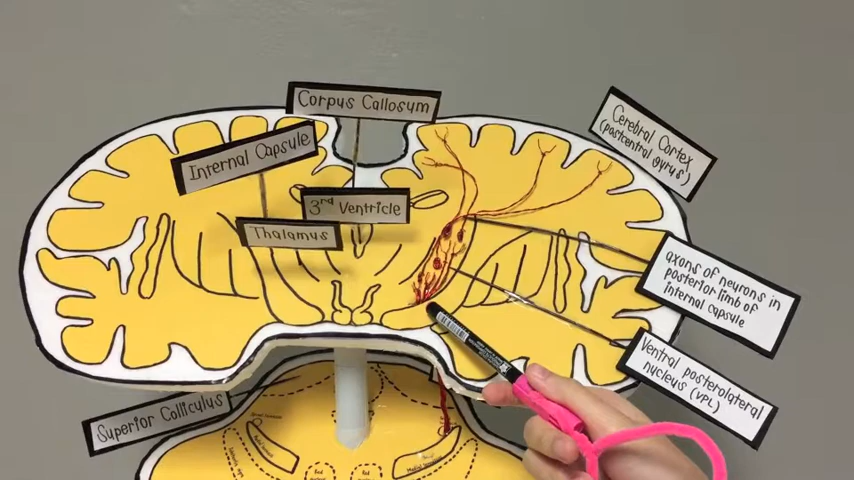 Corpus Callosum
Internal Capsule
Cerebral Cortex
(postcentral gyrus)
3rd Ventricle
Thalamus
axons of neurons in
posterior limb of
internal capsule
Ventral posterolateral
nucleus (VPL)
Superior Colliculus